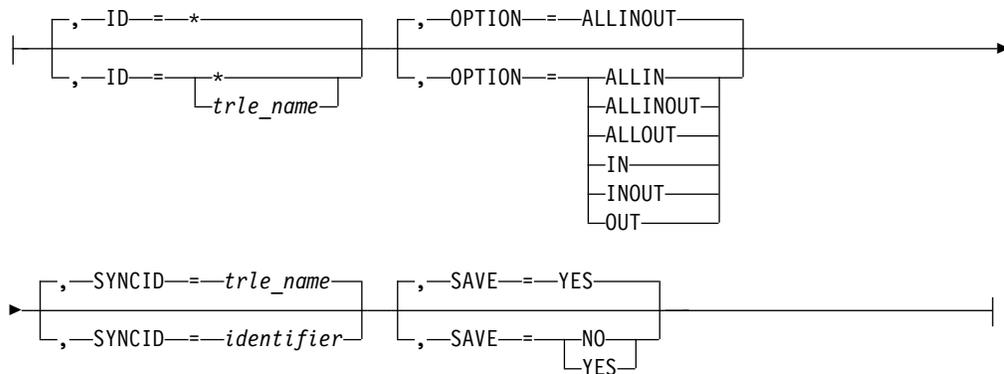 , ID = * , OPTION = ALLINOUT
, ID = * , OPTION = ALLIN
trle_name ALLINOUT
ALLOUT
IN
INOUT
OUT
, SYNCID = trle_name , SAVE = YES
, SYNCID = identifier , SAVE = NO
YES